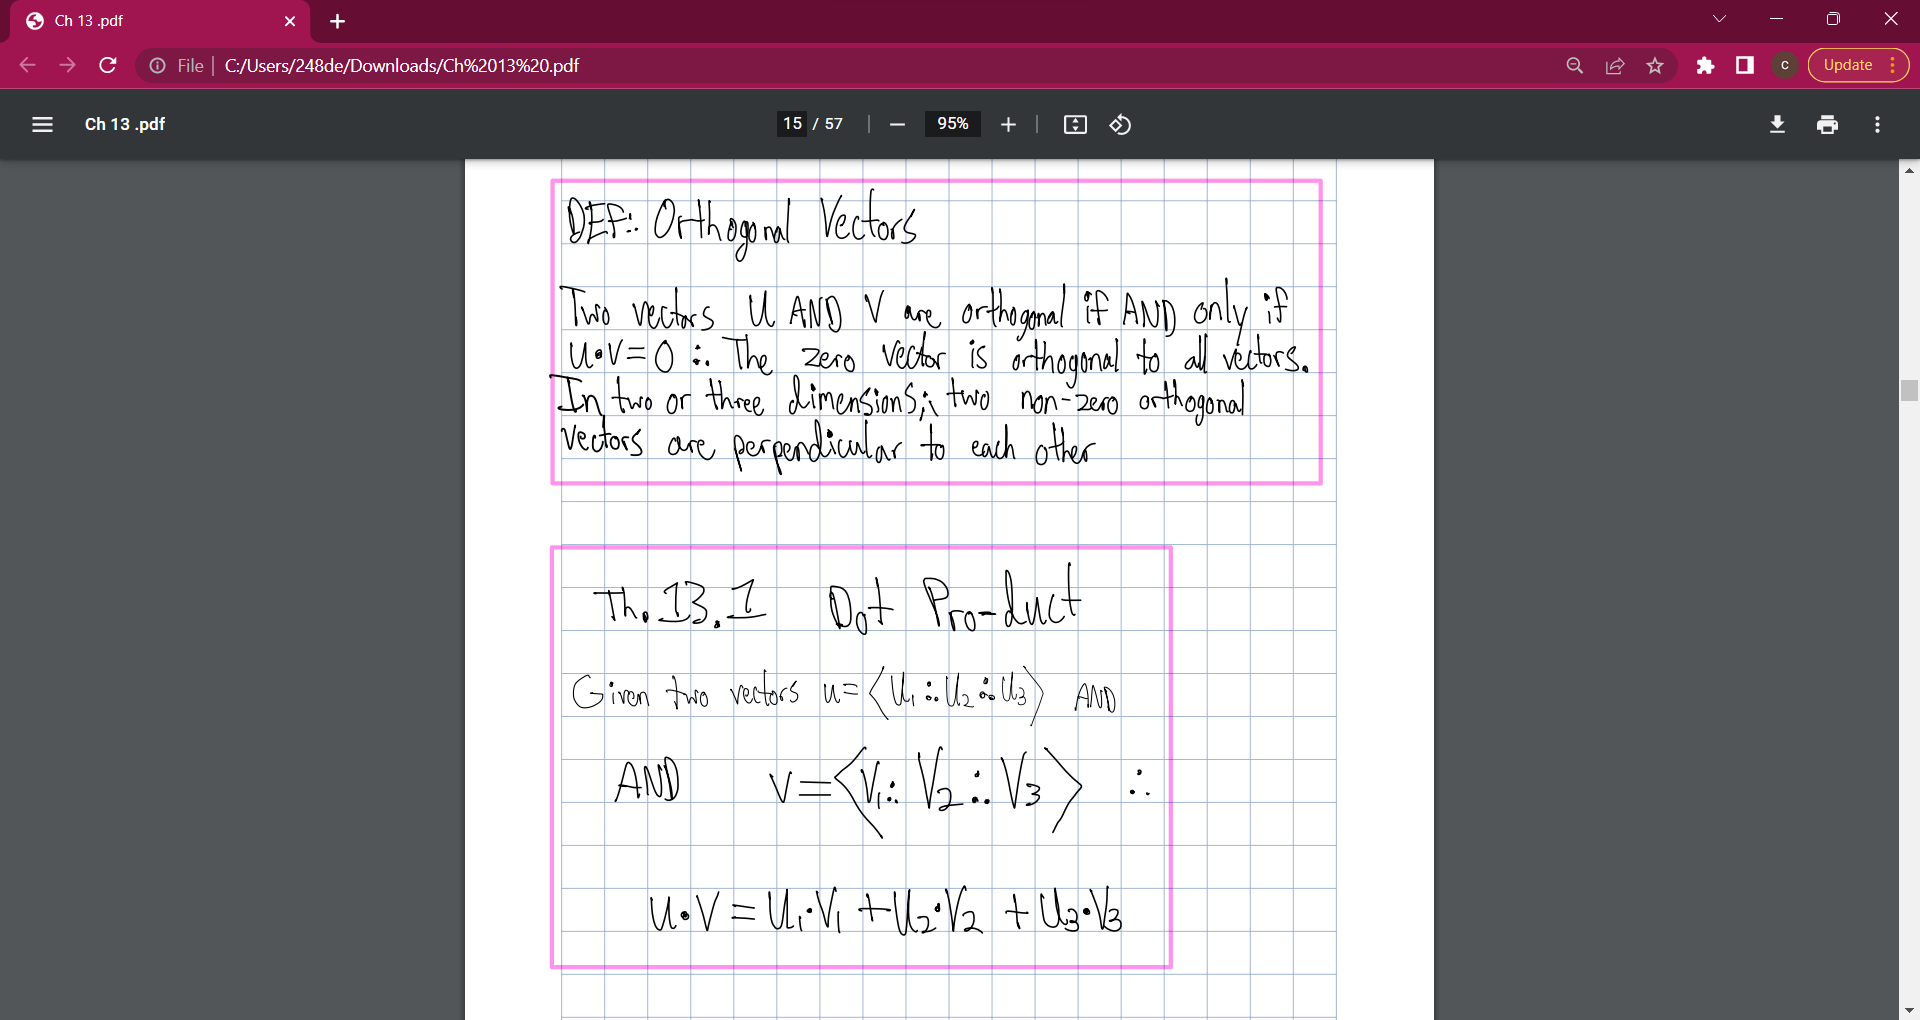 Ch 13 .pdf
File | C:/Users/248de/Downloads/Ch%2013%20.pdf
C
Update
Ch 13 .pdf
15 / 57
95%
DEF∴ Orthogonal Vectors
Two vectors U AND V are orthogonal if AND only if
U•V=0 ∴ The zero vector is orthogonal to all vectors.
In two or three dimensions∴ two non-zero orthogonal
vectors are perpendicular to each other
Th. 13.1 Dot Pro-duct
Given two vectors u=⟨U₁∴U₂∴U₃⟩ AND
AND V=⟨V₁∴V₂∴V₃⟩ ∴
U•V=U₁•V₁+U₂•V₂+U₃•V₃